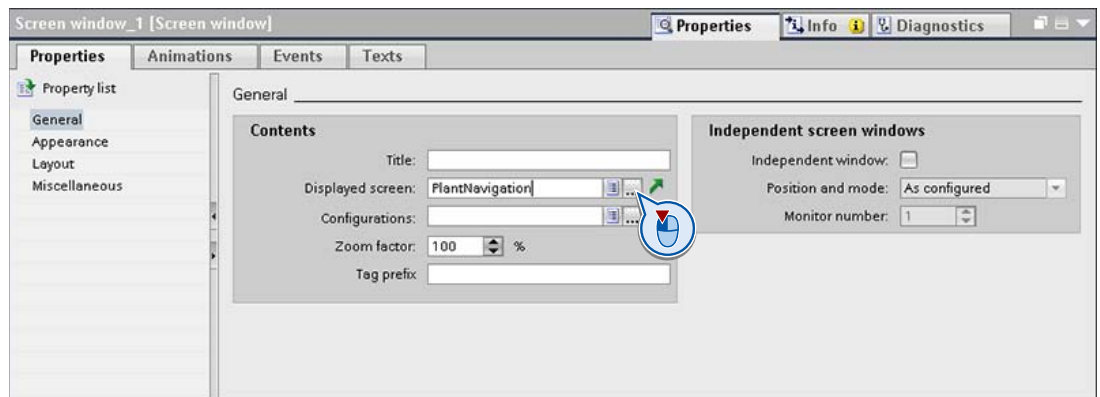 Screen window_1 [Screen window]
Properties Info Diagnostics
Properties Animations Events Texts
Property list
General
Appearance
Layout
Miscellaneous
General
Contents
Title:
Displayed screen: PlantNavigation ...
Configurations: ...
Zoom factor: 100 %
Tag prefix
Independent screen windows
Independent window:
Position and mode: As configured
Monitor number: 1